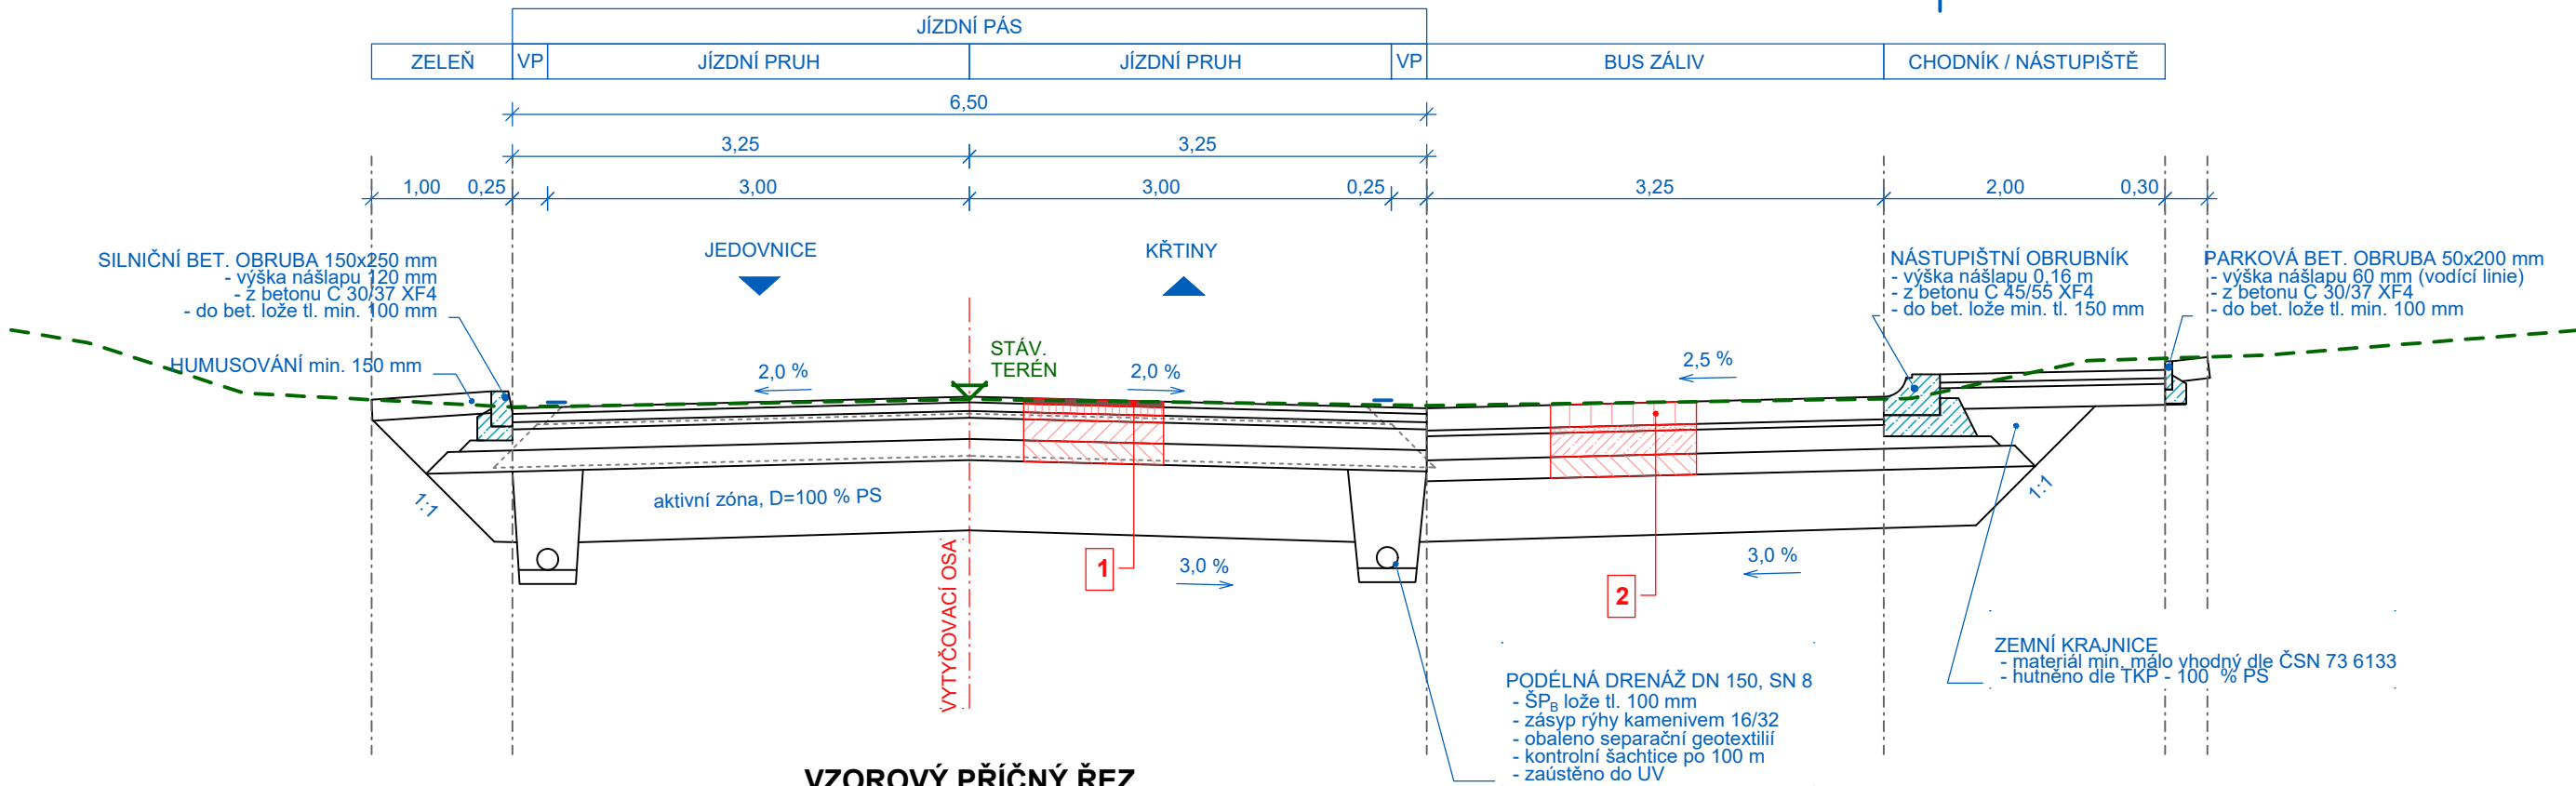 JÍZDNÍ PÁS
ZELEŇ VP JÍZDNÍ PRUH JÍZDNÍ PRUH VP BUS ZÁLIV CHODNÍK / NÁSTUPIŠTĚ
6,50
3,25 3,25
1,00 0,25 3,00 3,00 0,25 3,25 2,00 0,30
JEDOVNICE
KŘTINY
SILNIČNÍ BET. OBRUBA 150x250 mm
- výška nášlapu 120 mm
- z betonu C 30/37 XF4
- do bet. lože tl. min. 100 mm
HUMUSOVÁNÍ min. 150 mm
NÁSTUPIŠTNÍ OBRUBNÍK
- výška nášlapu 0,16 m
- z betonu C 45/55 XF4
- do bet. lože min. tl. 150 mm
PARKOVÁ BET. OBRUBA 50x200 mm
- výška nášlapu 60 mm (vodící linie)
- z betonu C 30/37 XF4
- do bet. lože tl. min. 100 mm
STÁV.
TERÉN
2,0 %
2,0 %
2,5 %
1:1
aktivní zóna, D=100 % PS
1:1
VYTYČOVACÍ OSA
1
3,0 %
2
3,0 %
ZEMNÍ KRAJNICE
- materiál min. málo vhodný dle ČSN 73 6133
- hutněno dle TKP - 100 % PS
PODÉLNÁ DRENÁŽ DN 150, SN 8
- ŠPB lože tl. 100 mm
- zásyp rýhy kamenivem 16/32
- obaleno separační geotextilií
- kontrolní šachtice po 100 m
- zaústěno do UV
VZOROVÝ PŘÍČNÝ ŘEZ